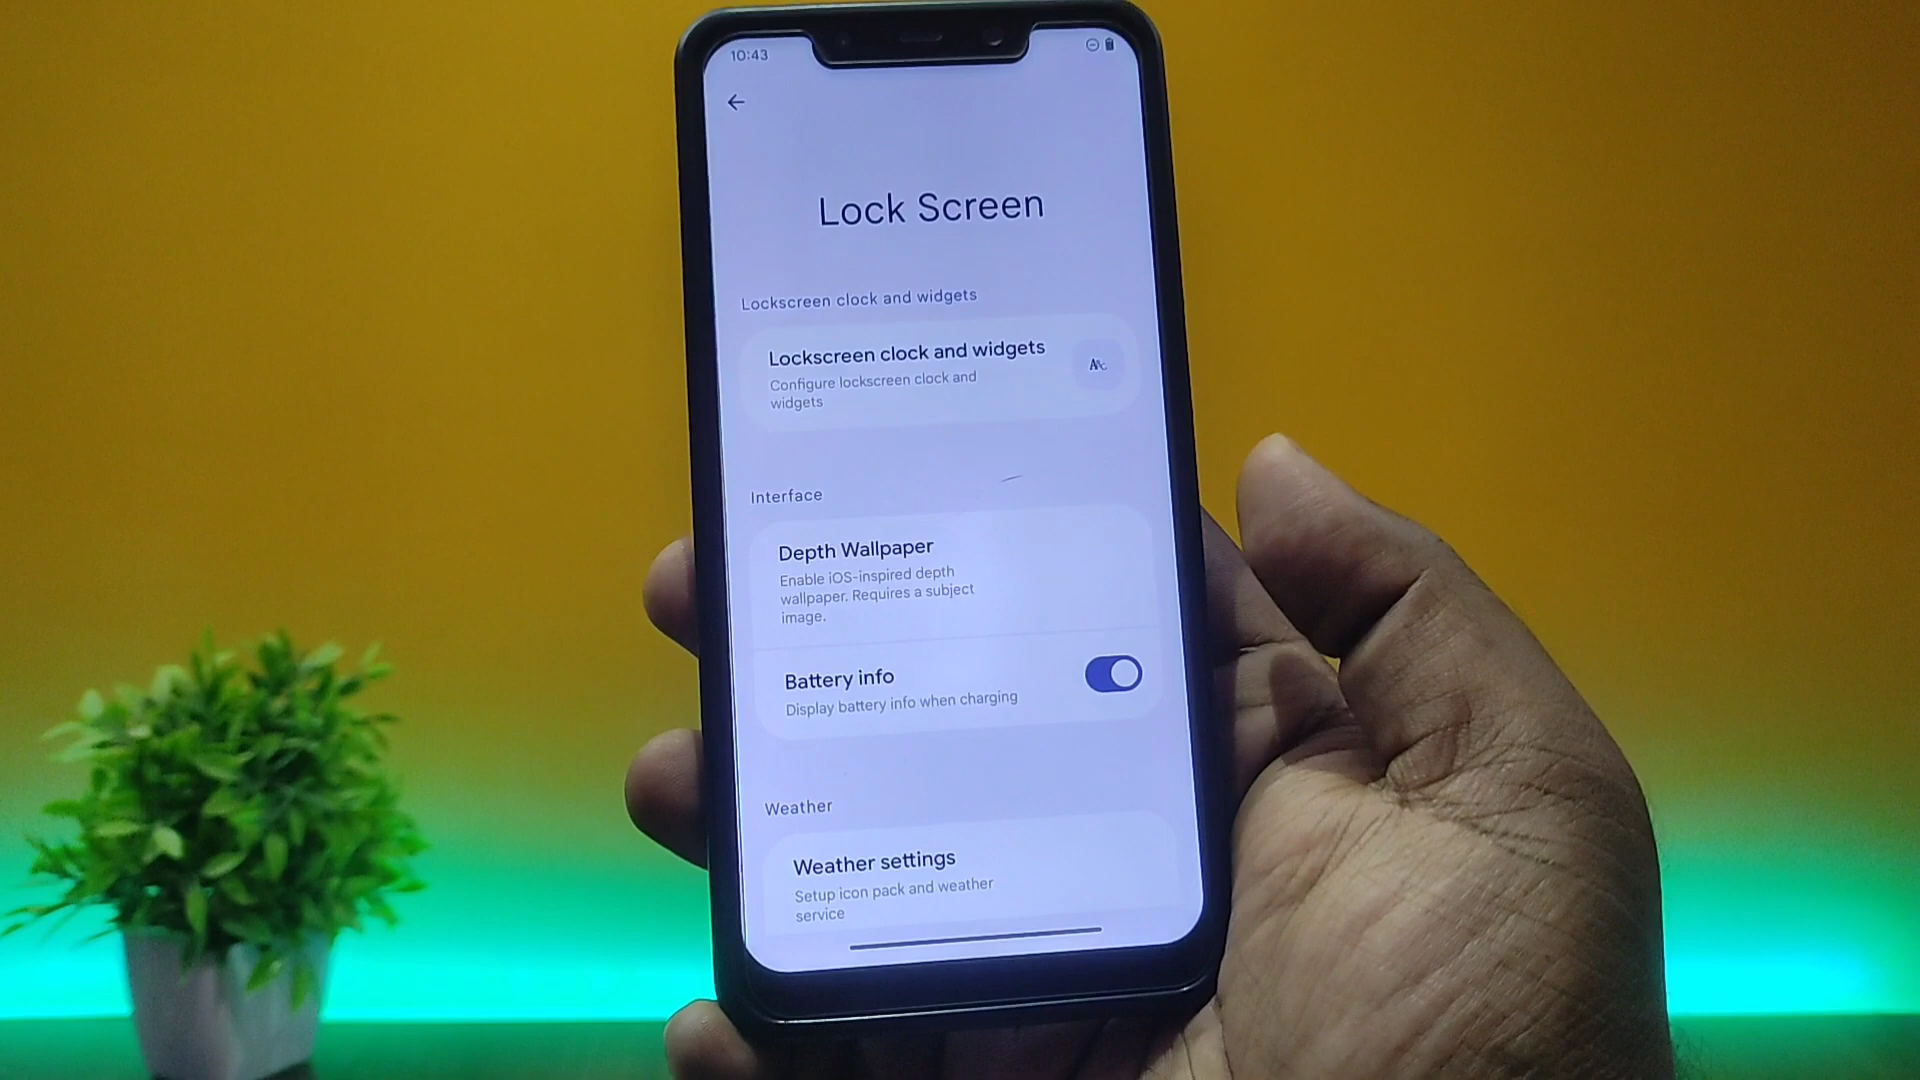 10:43
Lock Screen
Lockscreen clock and widgets
Lockscreen clock and widgets
Configure lockscreen clock and
widgets
Interface
Depth Wallpaper
Enable iOS-inspired depth
wallpaper. Requires a subject
image.
Battery info
Display battery info when charging
Weather
Weather settings
Setup icon pack and weather
service